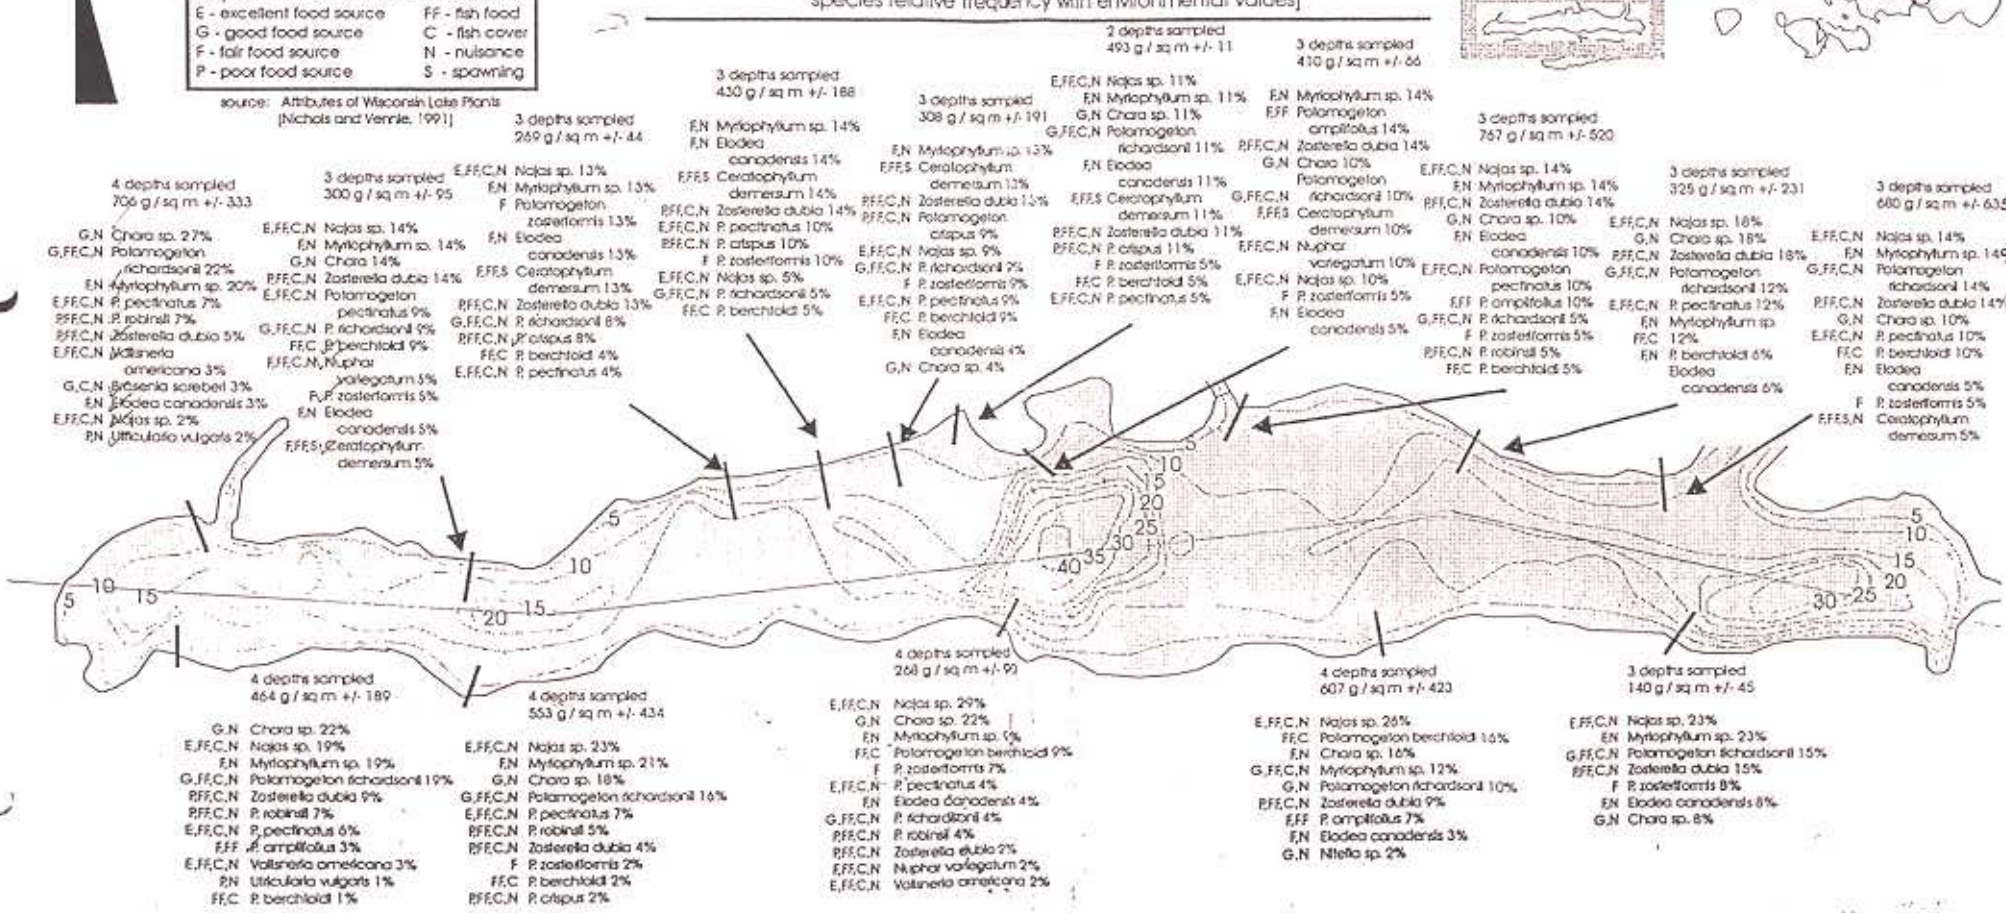 species relative frequency with environmental values]
E - excellent food source FF - fish food
G - good food source C - fish cover
F - fair food source N - nuisance
P - poor food source S - spawning
source: Attributes of Wisconsin Lake Plants
[Nichols and Vennie, 1991]
4 depths sampled
706 g / sq m +/- 333
G,N Chara sp. 27%
G,FF,C,N Potamogeton
richardsonii 22%
F,N Myriophyllum sp. 20%
E,FF,C,N P. pectinatus 7%
P,FF,C,N P. robinsii 7%
P,FF,C,N Zosterella dubia 5%
E,FF,C,N Vallisneria
americana 3%
G,C,N Brasenia screberi 3%
F,N Elodea canadensis 3%
E,FF,C,N Najas sp. 2%
P,N Utricularia vulgaris 2%
3 depths sampled
300 g / sq m +/- 95
E,FF,C,N Najas sp. 14%
F,N Myriophyllum sp. 14%
G,N Chara 14%
P,FF,C,N Zosterella dubia 14%
E,FF,C,N Potamogeton
pectinatus 9%
G,FF,C,N P. richardsonii 9%
FF,C P. berchtoldi 9%
F,FF,C,N Nuphar
variegatum 5%
F P. zosteriformis 5%
F,N Elodea
canadensis 5%
F,FF,S Ceratophyllum
demersum 5%
3 depths sampled
269 g / sq m +/- 44
E,FF,C,N Najas sp. 13%
F,N Myriophyllum sp. 13%
F Potamogeton
zosteriformis 13%
F,N Elodea
canadensis 13%
F,FF,S Ceratophyllum
demersum 13%
P,FF,C,N Zosterella dubia 13%
G,FF,C,N P. richardsonii 8%
P,FF,C,N P. crispus 8%
FF,C P. berchtoldi 4%
E,FF,C,N P. pectinatus 4%
3 depths sampled
430 g / sq m +/- 188
F,N Myriophyllum sp. 14%
F,N Elodea
canadensis 14%
F,FF,S Ceratophyllum
demersum 14%
P,FF,C,N Zosterella dubia 14%
E,FF,C,N P. pectinatus 10%
P,FF,C,N P. crispus 10%
F P. zosteriformis 10%
E,FF,C,N Najas sp. 5%
G,FF,C,N P. richardsonii 5%
FF,C P. berchtoldi 5%
3 depths sampled
308 g / sq m +/- 191
F,N Myriophyllum sp. 13%
F,FF,S Ceratophyllum
demersum 13%
P,FF,C,N Zosterella dubia 13%
P,FF,C,N Potamogeton
crispus 9%
E,FF,C,N Najas sp. 9%
G,FF,C,N P. richardsonii 9%
F P. zosteriformis 9%
E,FF,C,N P. pectinatus 9%
FF,C P. berchtoldi 9%
F,N Elodea
canadensis 4%
G,N Chara sp. 4%
2 depths sampled
493 g / sq m +/- 11
E,FF,C,N Najas sp. 11%
F,N Myriophyllum sp. 11%
G,N Chara sp. 11%
G,FF,C,N Potamogeton
richardsonii 11%
F,N Elodea
canadensis 11%
F,FF,S Ceratophyllum
demersum 11%
P,FF,C,N Zosterella dubia 11%
P,FF,C,N P. crispus 11%
F P. zosteriformis 5%
FF,C P. berchtoldi 5%
E,FF,C,N P. pectinatus 5%
3 depths sampled
410 g / sq m +/- 66
F,N Myriophyllum sp. 14%
F,FF Potamogeton
amplifolius 14%
P,FF,C,N Zosterella dubia 14%
G,N Chara 10%
Potamogeton
G,FF,C,N richardsonii 10%
F,FF,S Ceratophyllum
demersum 10%
F,FF,C,N Nuphar
variegatum 10%
E,FF,C,N Najas sp. 10%
F P. zosteriformis 5%
F,N Elodea
canadensis 5%
3 depths sampled
767 g / sq m +/- 520
E,FF,C,N Najas sp. 14%
F,N Myriophyllum sp. 14%
P,FF,C,N Zosterella dubia 14%
G,N Chara sp. 10%
F,N Elodea
canadensis 10%
E,FF,C,N Potamogeton
pectinatus 10%
F,FF P. amplifolius 10%
G,FF,C,N P. richardsonii 5%
F P. zosteriformis 5%
P,FF,C,N P. robinsii 5%
FF,C P. berchtoldi 5%
3 depths sampled
325 g / sq m +/- 231
E,FF,C,N Najas sp. 18%
G,N Chara sp. 18%
P,FF,C,N Zosterella dubia 18%
G,FF,C,N Potamogeton
richardsonii 12%
E,FF,C,N P. pectinatus 12%
F,N Myriophyllum sp
FF,C 12%
F,N P. berchtoldi 6%
Elodea
canadensis 6%
3 depths sampled
680 g / sq m +/- 635
E,FF,C,N Najas sp. 14%
F,N Myriophyllum sp. 14%
G,FF,C,N Potamogeton
richardsonii 14%
P,FF,C,N Zosterella dubia 14%
G,N Chara sp. 10%
E,FF,C,N P. pectinatus 10%
FF,C P. berchtoldi 10%
F,N Elodea
canadensis 5%
F P. zosteriformis 5%
F,FF,S,N Ceratophyllum
demersum 5%
5 10 15
20 15
5 10
5 10 15 20 25 30 35 40
5 10 15 20 25 30
4 depths sampled
464 g / sq m +/- 189
G,N Chara sp. 22%
E,FF,C,N Najas sp. 19%
F,N Myriophyllum sp. 19%
G,FF,C,N Potamogeton richardsonii 19%
P,FF,C,N Zosterella dubia 9%
P,FF,C,N P. robinsii 7%
E,FF,C,N P. pectinatus 6%
F,FF P. amplifolius 3%
E,FF,C,N Vallisneria americana 3%
P,N Utricularia vulgaris 1%
FF,C P. berchtoldi 1%
4 depths sampled
553 g / sq m +/- 434
E,FF,C,N Najas sp. 23%
F,N Myriophyllum sp. 21%
G,N Chara sp. 18%
G,FF,C,N Potamogeton richardsonii 16%
E,FF,C,N P. pectinatus 7%
P,FF,C,N P. robinsii 5%
P,FF,C,N Zosterella dubia 4%
F P. zosteriformis 2%
FF,C P. berchtoldi 2%
P,FF,C,N P. crispus 2%
4 depths sampled
268 g / sq m +/- 90
E,FF,C,N Najas sp. 29%
G,N Chara sp. 22%
F,N Myriophyllum sp. 9%
FF,C Potamogeton berchtoldi 9%
F P. zosteriformis 7%
E,FF,C,N P. pectinatus 4%
F,N Elodea canadensis 4%
G,FF,C,N P. richardsonii 4%
P,FF,C,N P. robinsii 4%
P,FF,C,N Zosterella dubia 2%
F,FF,C,N Nuphar variegatum 2%
E,FF,C,N Vallisneria americana 2%
4 depths sampled
607 g / sq m +/- 423
E,FF,C,N Najas sp. 26%
FF,C Potamogeton berchtoldi 16%
F,N Chara sp. 16%
G,FF,C,N Myriophyllum sp. 12%
G,N Potamogeton richardsonii 10%
P,FF,C,N Zosterella dubia 9%
F,FF P. amplifolius 7%
F,N Elodea canadensis 3%
G,N Nitella sp. 2%
3 depths sampled
140 g / sq m +/- 45
E,FF,C,N Najas sp. 23%
F,N Myriophyllum sp. 23%
G,FF,C,N Potamogeton richardsonii 15%
P,FF,C,N Zosterella dubia 15%
F P. zosteriformis 8%
F,N Elodea canadensis 8%
G,N Chara sp. 8%